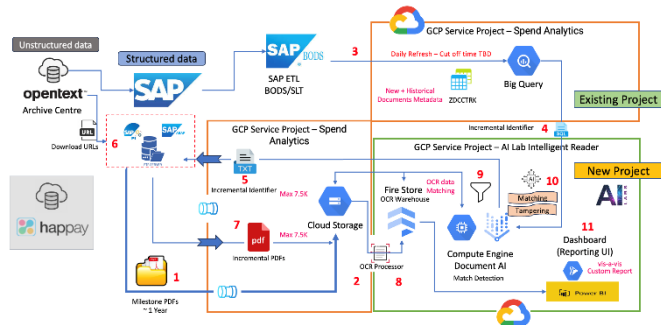 Unstructured data
Structured data
opentext™
Archive Centre
URL
Download URLs
6
SAP
SAP
BODS
SAP ETL
BODS/SLT
3
GCP Service Project – Spend Analytics
Daily Refresh – Cut off time TBD
New + Historical
Documents Metadata
ZDCCTRK
Big Query
Existing Project
Incremental Identifier
4
GCP Service Project – Spend
Analytics
TXT
5
Incremental Identifier
Max 7.5K
Cloud Storage
7
pdf
Max 7.5K
Incremental PDFs
1
Milestone PDFs
~ 1 Year
2
happay
GCP Service Project – AI Lab Intelligent Reader
New Project
Fire Store
OCR Warehouse
OCR data
Matching
9
10
Matching
Tampering
AI
OCR Processor
8
Compute Engine
Document AI
Match Detection
11
Dashboard
(Reporting UI)
vis-a-vis
Custom Report
Power BI